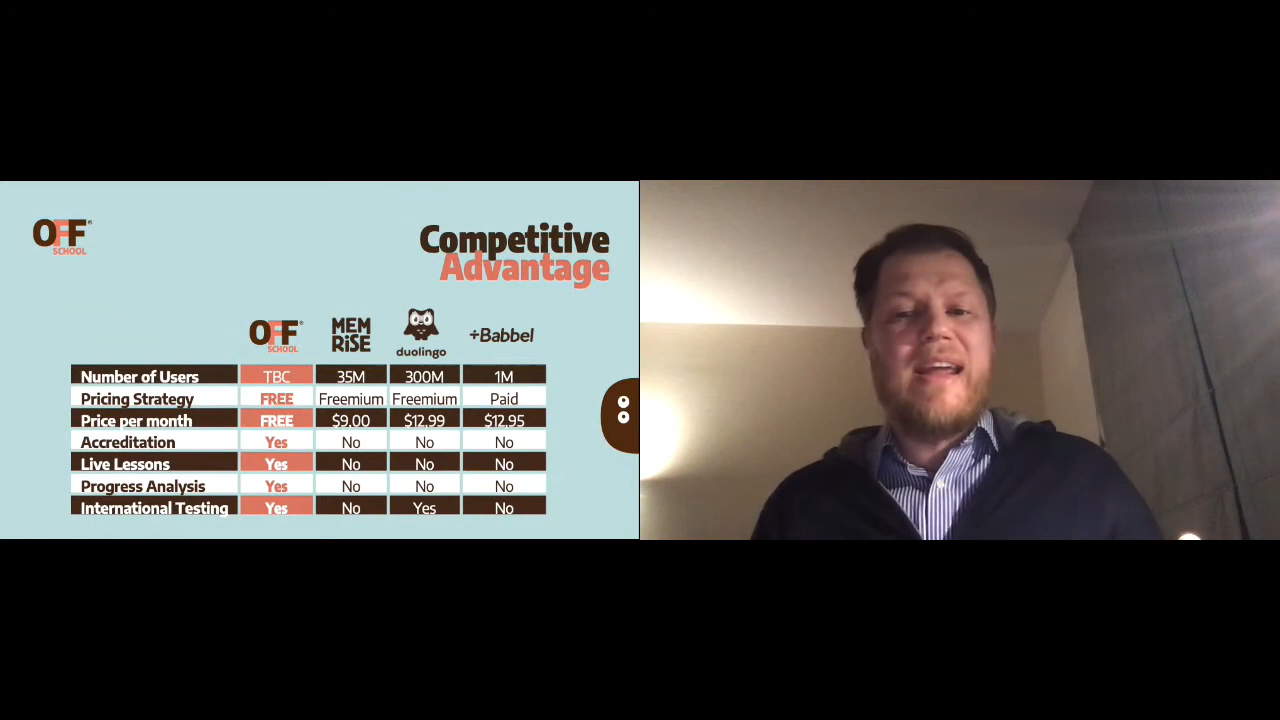 OFF®
SCHOOL
Competitive
Advantage
OFF® SCHOOL MEMRiSE duolingo +Babbel
Number of Users TBC 35M 300M 1M
Pricing Strategy FREE Freemium Freemium Paid
Price per month FREE $9,00 $12,99 $12,95
Accreditation Yes No No No
Live Lessons Yes No No No
Progress Analysis Yes No No No
International Testing Yes No Yes No